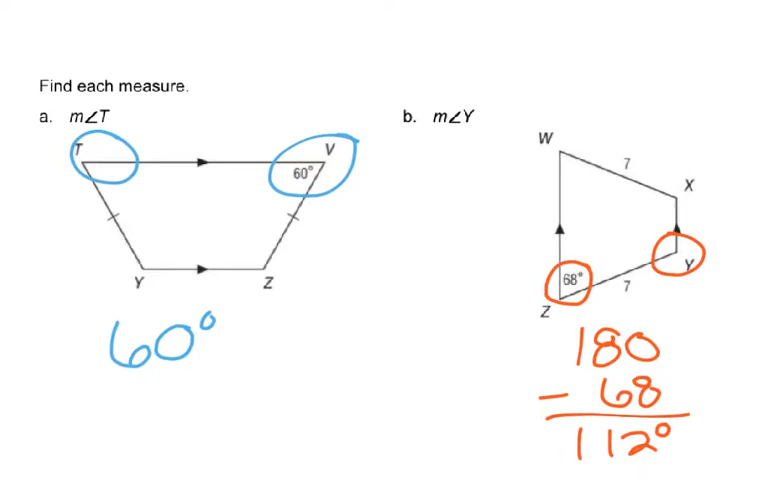 Find each measure.
a. m∠T
b. m∠Y
T
V
60°
Y
Z
60°
W
7
X
68°
Y
7
Z
180
- 68
112°